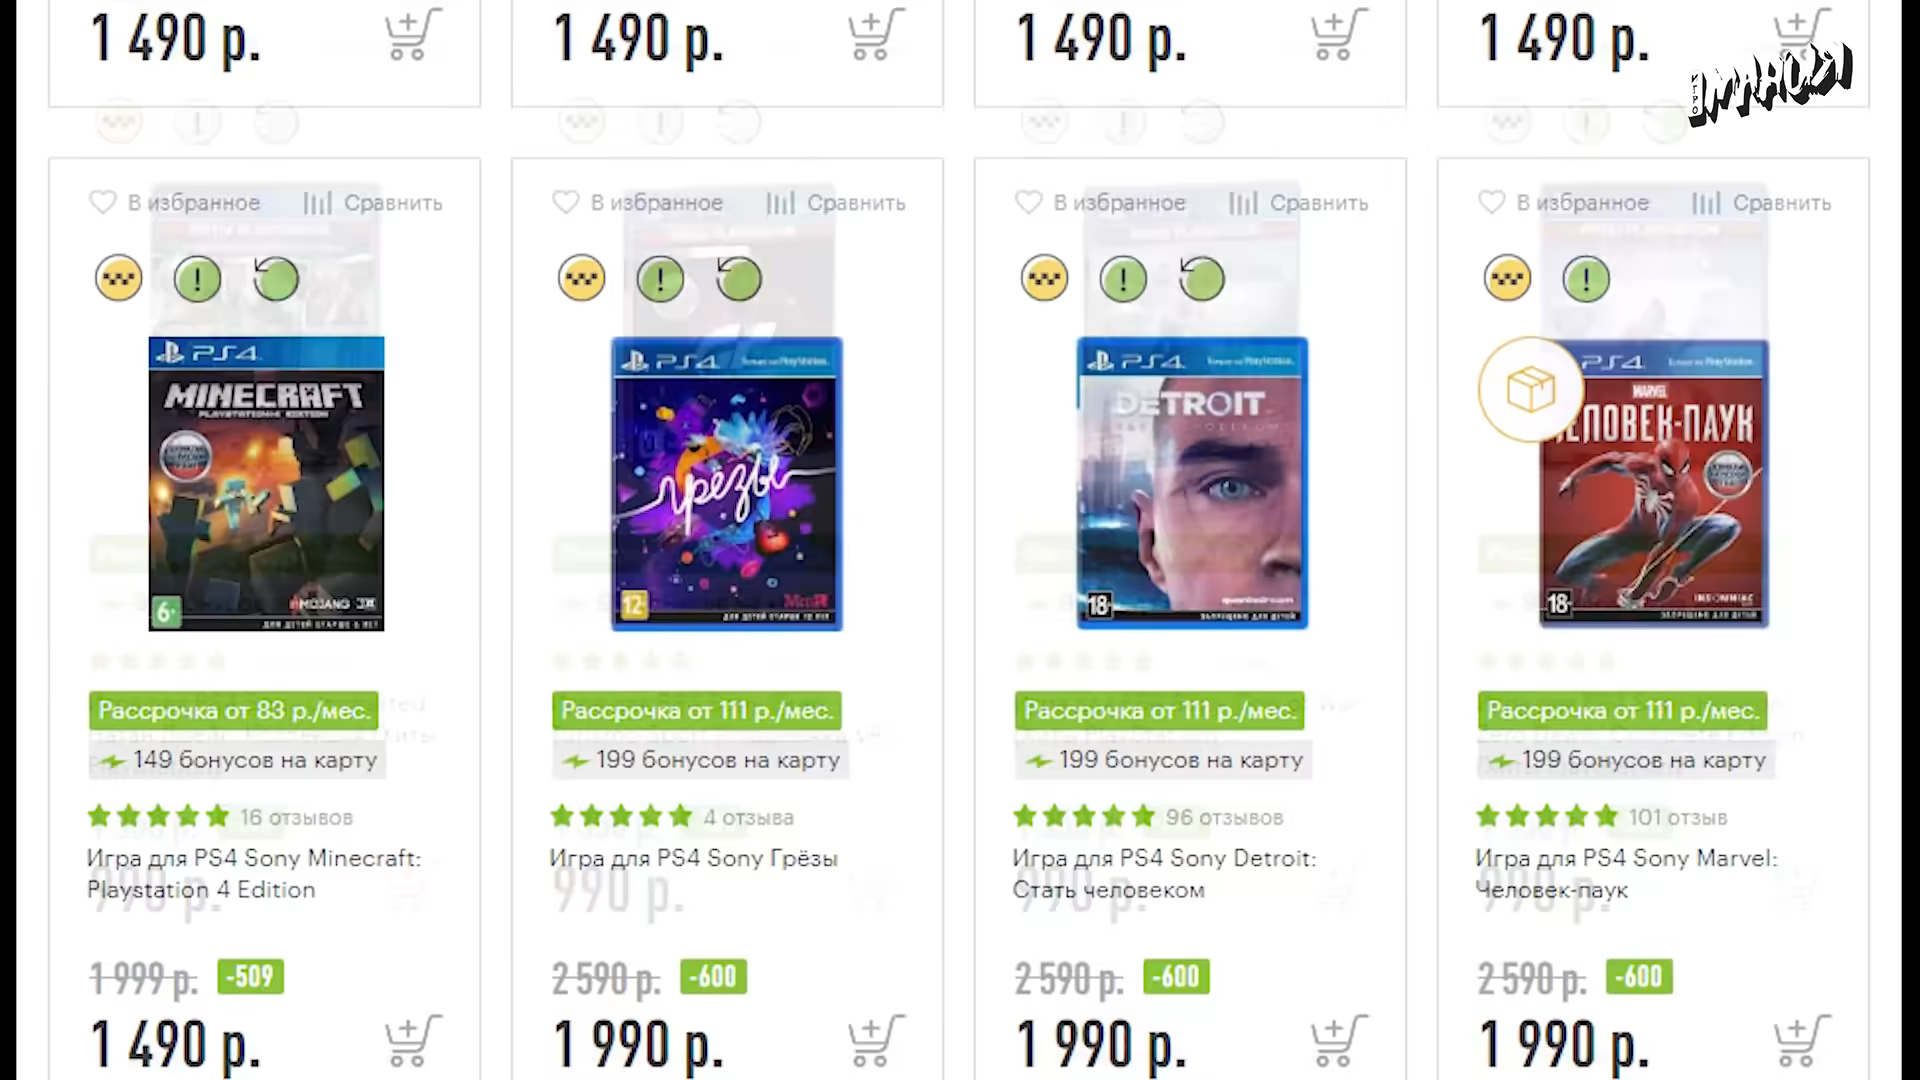 1 490 р.
1 490 р.
1 490 р.
1 490 р.
В избранное
Сравнить
В избранное
Сравнить
В избранное
Сравнить
В избранное
Сравнить
PS4
MINECRAFT
PLAYSTATION 4 EDITION
6+
MOJANG
PS4
Грёзы
12+
PS4
DETROIT
18+
quanticdream
PS4
MARVEL
ЧЕЛОВЕК-ПАУК
18+
INSOMNIAC
Рассрочка от 83 р./мес.
149 бонусов на карту
16 отзывов
Игра для PS4 Sony Minecraft:
Playstation 4 Edition
1 999 р.
-509
1 490 р.
Рассрочка от 111 р./мес.
199 бонусов на карту
4 отзыва
Игра для PS4 Sony Грёзы
990 р.
2 590 р.
-600
1 990 р.
Рассрочка от 111 р./мес.
199 бонусов на карту
96 отзывов
Игра для PS4 Sony Detroit:
Стать человеком
2 590 р.
-600
1 990 р.
Рассрочка от 111 р./мес.
199 бонусов на карту
101 отзыв
Игра для PS4 Sony Marvel:
Человек-паук
2 590 р.
-600
1 990 р.